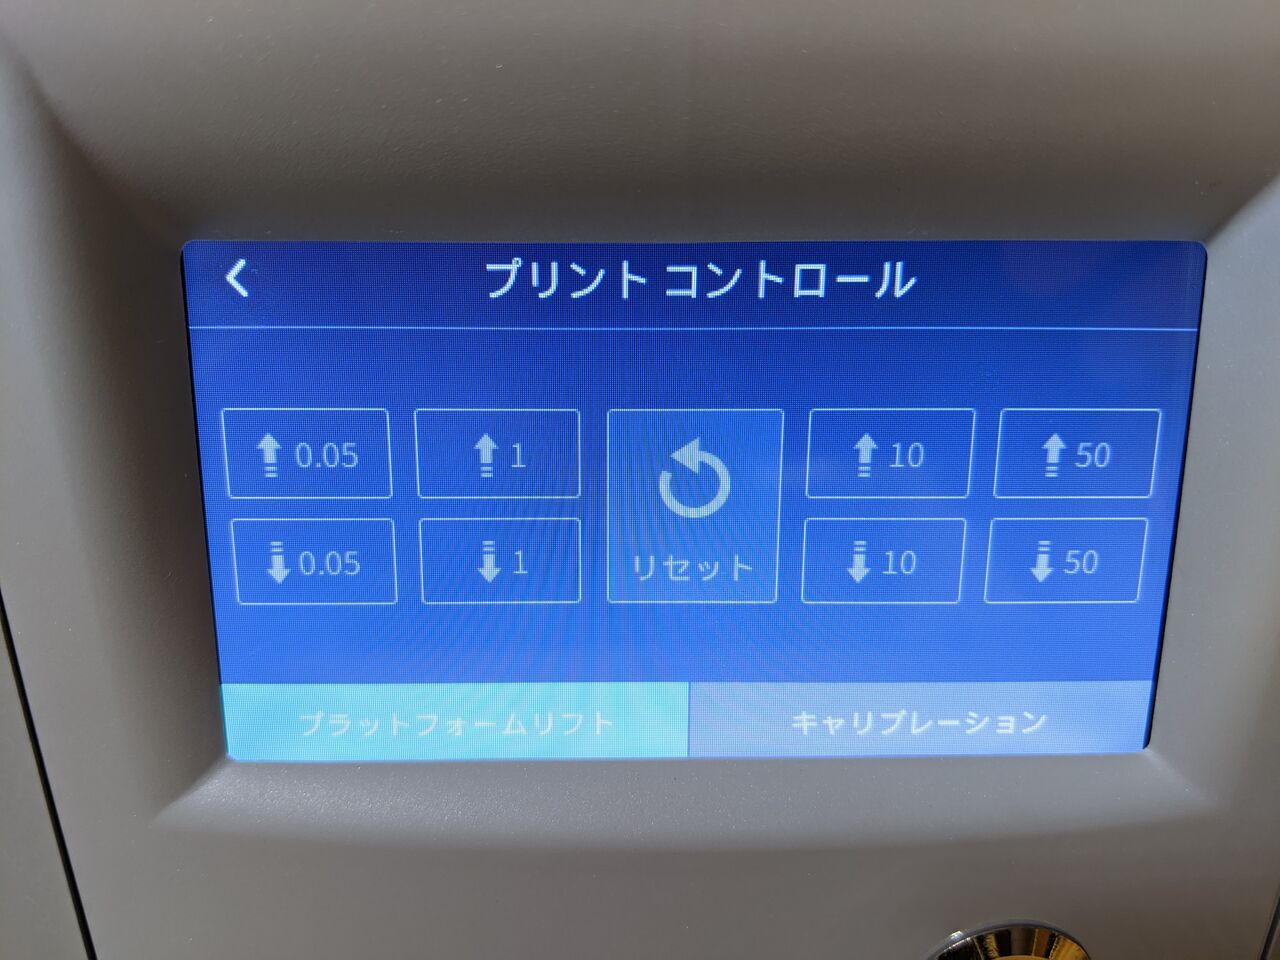 プリント コントロール
0.05 1 10 50
0.05 1 リセット 10 50
プラットフォームリフト キャリブレーション